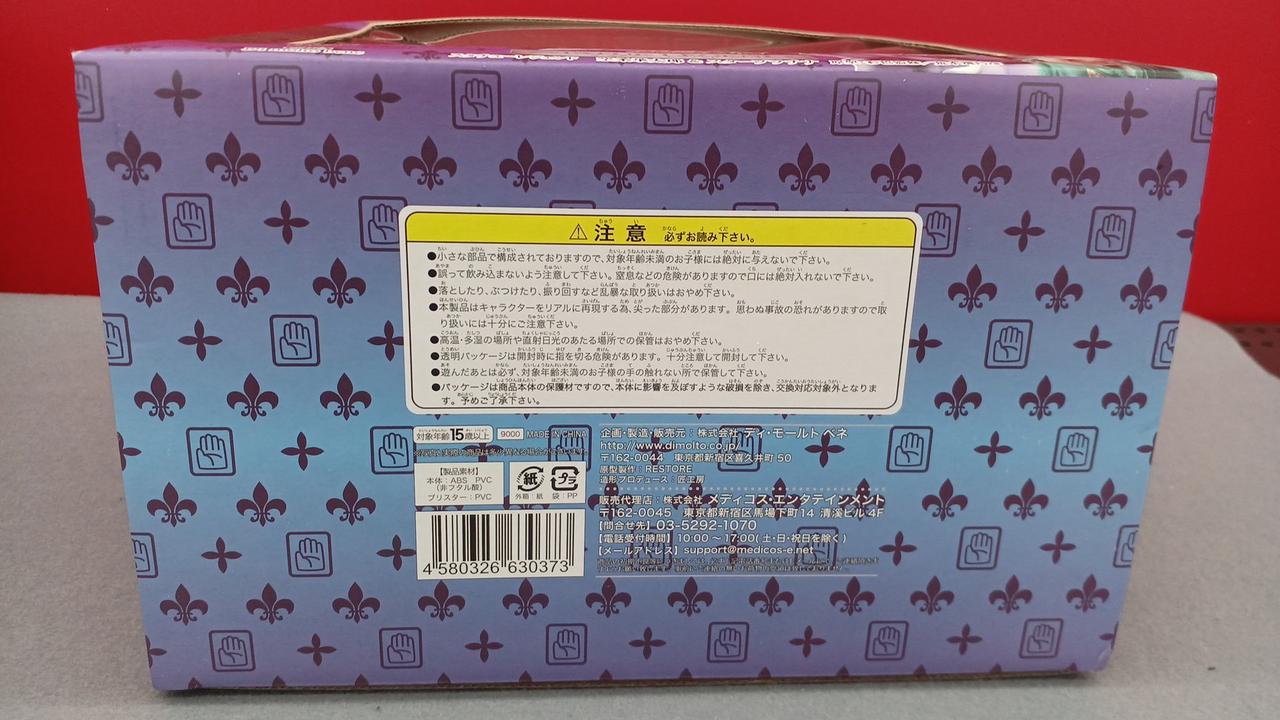 ⚠注意 必ずお読み下さい。
●小さな部品で構成されておりますので、対象年齢未満のお子様には絶対に与えないで下さい。
●誤って飲み込まないよう注意して下さい。窒息などの危険がありますので口には絶対入れないで下さい。
●落としたり、ぶつけたり、振り回すなど乱暴な取り扱いはおやめ下さい。
●本製品はキャラクターをリアルに再現する為、尖った部分があります。思わぬ事故の恐れがありますので取
り扱いには十分にご注意下さい。
●高温・多湿の場所や直射日光のあたる場所での保管はおやめ下さい。
●透明パッケージは開封時に指を切る危険があります。十分注意して開封して下さい。
●遊んだあとは必ず、対象年齢未満のお子様の手の触れない所で保管して下さい。
●パッケージは商品本体の保護材ですので、本体に影響を及ぼすような破損を除き、交換対応対象外となりま
す。予めご了承下さい。
対象年齢15歳以上 9000 MADE IN CHINA
※写真と実際の商品は多少異なる場合がございます。
【製品素材】
本体：ABS PVC
（非フタル酸）
ブリスター：PVC
紙 プラ
外箱：紙 袋：PP
4 580326 630373
企画・製造・販売元：株式会社 ディ・モールト ベネ
http://www.dimolto.co.jp/
〒162-0044 東京都新宿区喜久井町 50
原型製作：RESTORE
造形プロデュース：匠工房
販売代理店：株式会社 メディコス・エンタテインメント
〒162-0045 東京都新宿区馬場下町14 清溪ビル 4F
【問合せ先】03-5292-1070
【電話受付時間】10:00～17:00（土・日・祝日を除く）
【メールアドレス】support@medicos-e.net